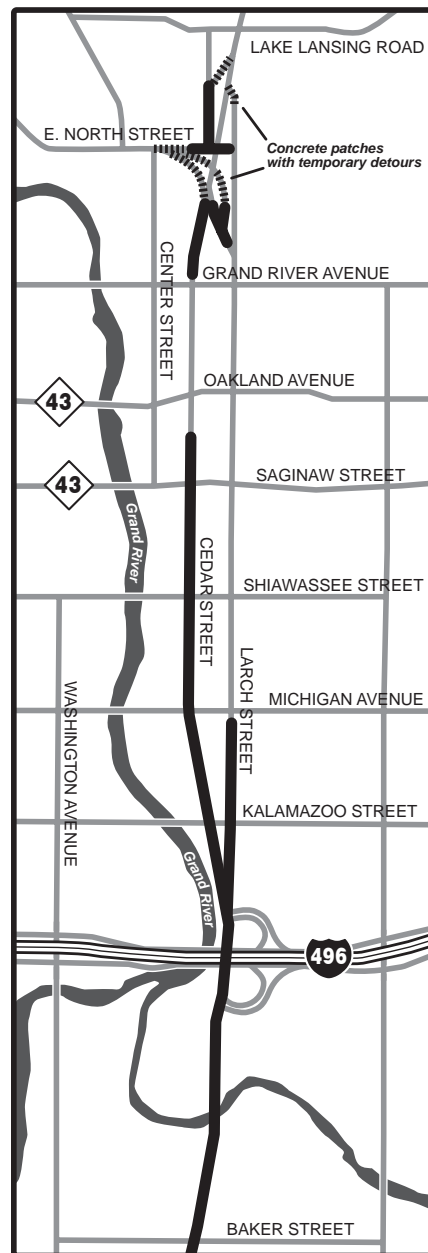 LAKE LANSING ROAD
E. NORTH STREET
Concrete patches
with temporary detours
CENTER STREET
GRAND RIVER AVENUE
OAKLAND AVENUE
43
43
SAGINAW STREET
Grand River
CEDAR STREET
SHIAWASSEE STREET
LARCH STREET
WASHINGTON AVENUE
MICHIGAN AVENUE
KALAMAZOO STREET
Grand River
496
BAKER STREET